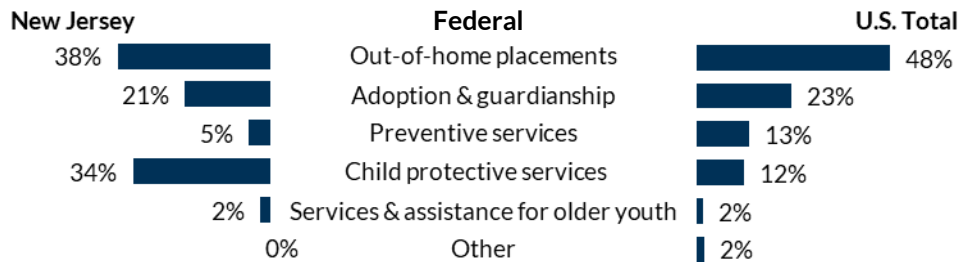 New Jersey Federal U.S. Total
38% Out-of-home placements 48%
21% Adoption & guardianship 23%
5% Preventive services 13%
34% Child protective services 12%
2% Services & assistance for older youth 2%
0% Other 2%